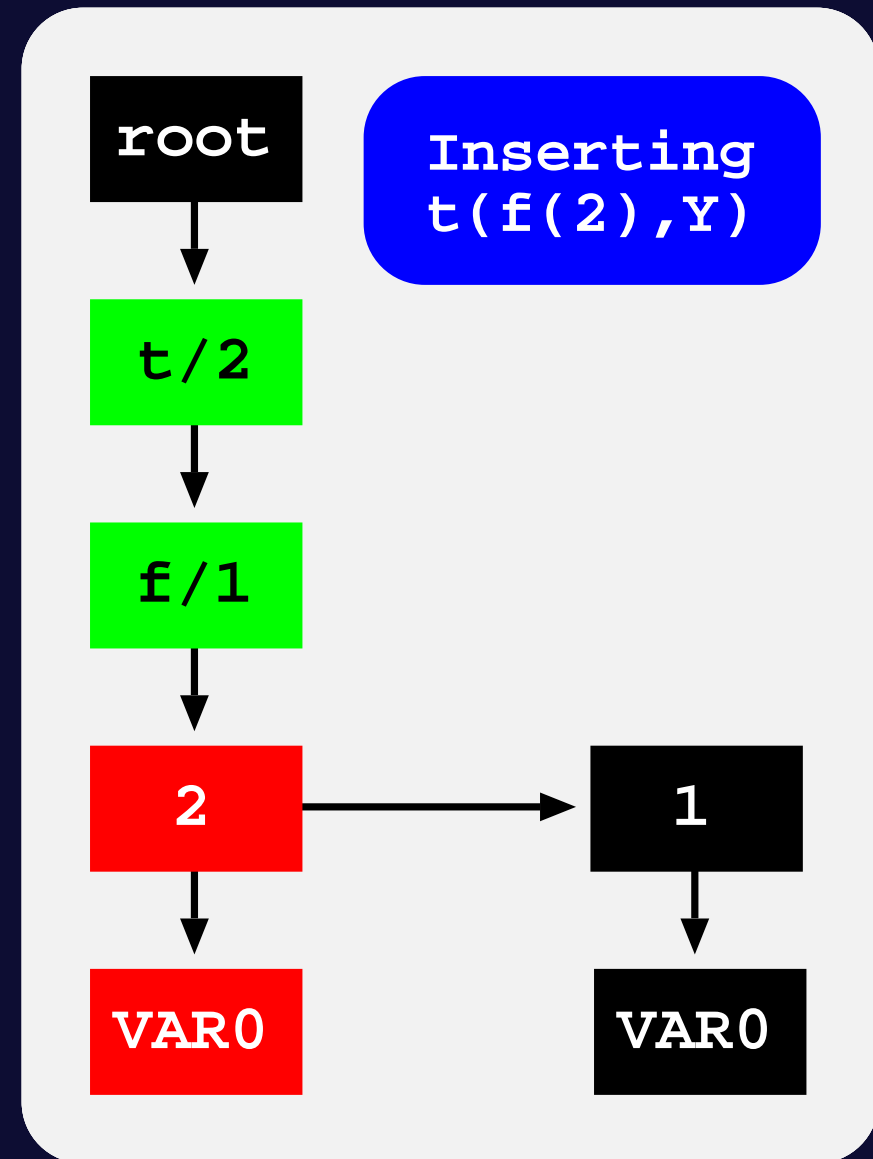 root
Inserting
t(f(2),Y)
t/2
f/1
2
1
VAR0
VAR0